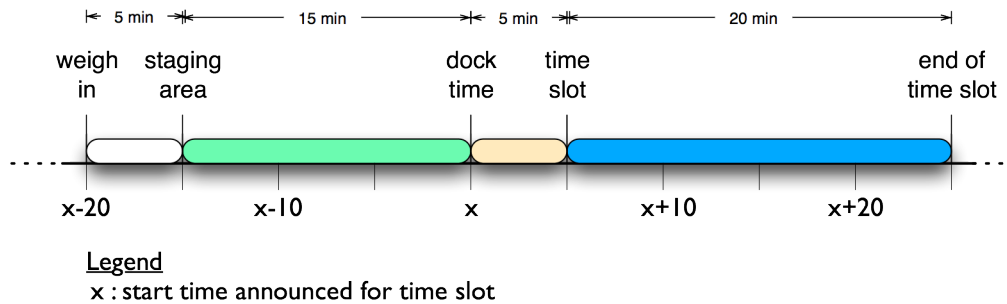 5 min 15 min 5 min 20 min
weigh staging dock time end of
in area time slot time slot
x-20 x-10 x x+10 x+20
Legend
x : start time announced for time slot